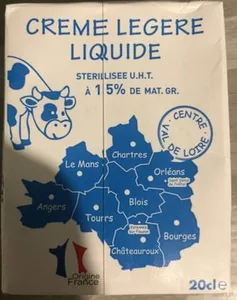 CREME LEGERE
LIQUIDE
STERILISEE U.H.T.
À 15% DE MAT. GR.
CENTRE
VAL DE LOIRE
Le Mans
Chartres
Orléans
Angers
Tourrs
Blois
Bourges
Châteauroux
Origine
France
20cl e